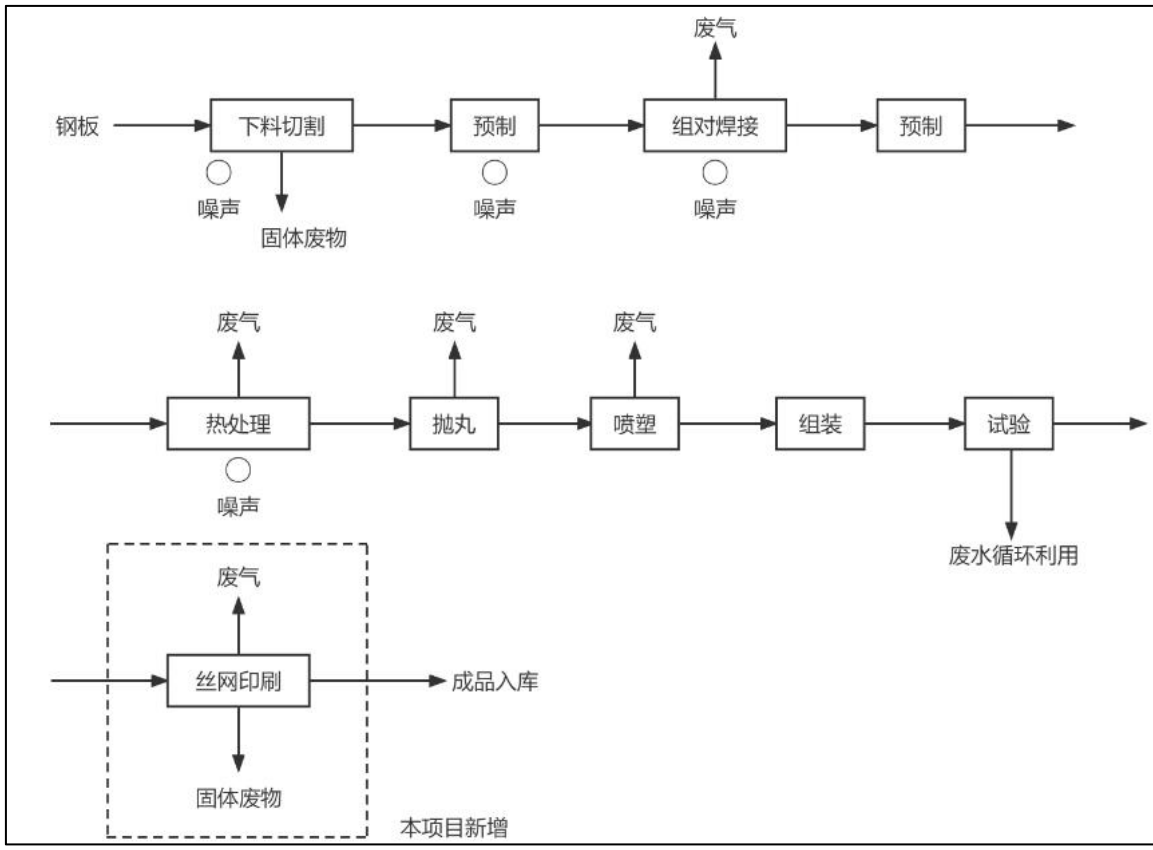 废气
钢板
下料切割
预制
组对焊接
预制
噪声
噪声
噪声
固体废物
废气
废气
废气
热处理
抛丸
喷塑
组装
试验
噪声
废水循环利用
废气
丝网印刷
成品入库
固体废物
本项目新增